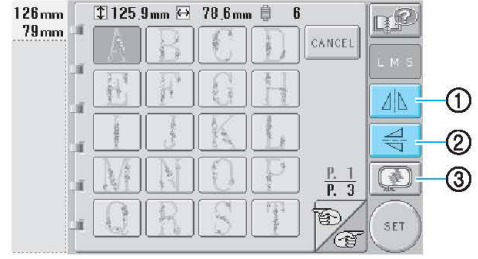 126mm
79mm
125.9mm 78.6mm 6
A B C D
CANCEL
L M S
E F G H
I J K L
M N O P
P. 1
P. 3
Q R S T
SET
1
2
3